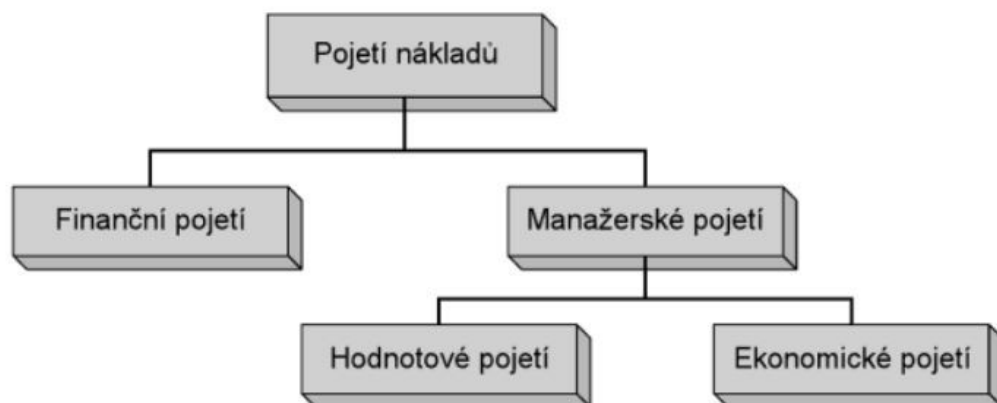 Pojetí nákladů
Finanční pojetí
Manažerské pojetí
Hodnotové pojetí
Ekonomické pojetí